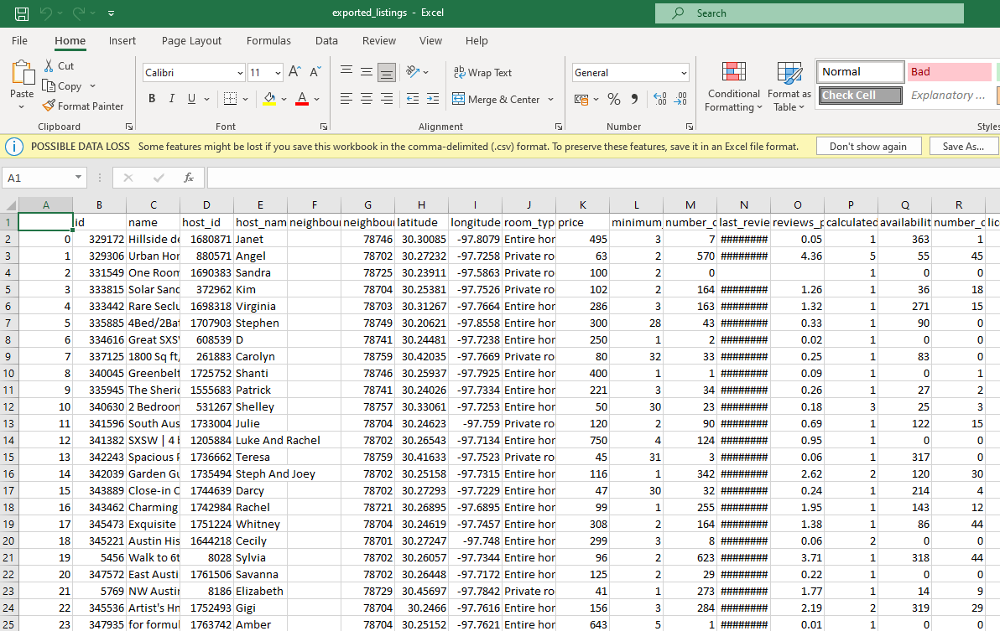 exported_listings - Excel
Search
File Home Insert Page Layout Formulas Data Review View Help
Paste Cut Copy Format Painter
Clipboard
Calibri 11 A A
B I U A
Font
Wrap Text
Merge & Center
Alignment
General
% 9
Number
Conditional Formatting
Format as Table
Normal Bad
Check Cell Explanatory ...
Styles
POSSIBLE DATA LOSS Some features might be lost if you save this workbook in the comma-delimited (.csv) format. To preserve these features, save it in an Excel file format. Don't show again Save As...
A1 fx
A B C D E F G H I J K L M N O P Q R
1 id name host_id host_nam neighbour neighbour latitude longitude room_typ price minimum_ number_o last_revie reviews_p calculated availabilit number_o lic
2 0 329172 Hillside de 1680871 Janet 78746 30.30085 -97.8079 Entire hor 495 3 7 ######## 0.05 1 363 1
3 1 329306 Urban Hor 880571 Angel 78702 30.27232 -97.7258 Private ro 63 2 570 ######## 4.36 5 55 45
4 2 331549 One Room 1690383 Sandra 78725 30.23911 -97.5863 Private ro 100 2 0 1 0 0
5 3 333815 Solar Sanc 372962 Kim 78704 30.25381 -97.7526 Private ro 102 2 164 ######## 1.26 1 36 18
6 4 333442 Rare Seclu 1698318 Virginia 78703 30.31267 -97.7664 Entire hor 286 3 163 ######## 1.32 1 271 15
7 5 335885 4Bed/2Bat 1707903 Stephen 78749 30.20621 -97.8558 Entire hor 300 28 43 ######## 0.33 1 90 0
8 6 334616 Great SXSW 608539 D 78741 30.24481 -97.7238 Entire hor 250 1 2 ######## 0.02 1 0 0
9 7 337125 1800 Sq ft, 261883 Carolyn 78759 30.42035 -97.7669 Private ro 80 32 33 ######## 0.25 1 83 0
10 8 340045 Greenbelt 1725752 Shanti 78746 30.25937 -97.7925 Entire hor 400 1 1 ######## 0.09 1 0 1
11 9 335945 The Sheric 1555683 Patrick 78741 30.24026 -97.7334 Entire hor 221 3 34 ######## 0.26 1 27 2
12 10 340630 2 Bedroon 531267 Shelley 78757 30.33061 -97.7253 Entire hor 50 30 23 ######## 0.18 3 25 3
13 11 341596 South Aus 1733004 Julie 78704 30.24623 -97.759 Private ro 120 2 90 ######## 0.69 1 122 15
14 12 341382 SXSW | 4 b 1205884 Luke And Rachel 78702 30.26543 -97.7134 Entire hor 750 4 124 ######## 0.95 1 0 0
15 13 342243 Spacious P 1736662 Teresa 78759 30.41633 -97.7523 Private ro 45 31 3 ######## 0.06 1 317 0
16 14 342039 Garden Gu 1735494 Steph And Joey 78702 30.25158 -97.7315 Entire hor 116 1 342 ######## 2.62 2 120 30
17 15 343889 Close-in C 1744639 Darcy 78702 30.27293 -97.7229 Entire hor 47 30 32 ######## 0.24 1 214 4
18 16 343462 Charming 1742984 Rachel 78721 30.26895 -97.6895 Entire hor 99 1 255 ######## 1.95 1 143 12
19 17 345473 Exquisite 1751224 Whitney 78704 30.24619 -97.7457 Entire hor 308 2 164 ######## 1.38 1 86 44
20 18 345221 Austin His 1644218 Cecily 78701 30.27247 -97.748 Entire hor 299 3 8 ######## 0.06 2 0 0
21 19 5456 Walk to 6t 8028 Sylvia 78702 30.26057 -97.7344 Entire hor 96 2 623 ######## 3.71 1 318 44
22 20 347572 East Austi 1761506 Savanna 78702 30.26448 -97.7172 Entire hor 125 2 29 ######## 0.22 1 0 0
23 21 5769 NW Austin 8186 Elizabeth 78729 30.45697 -97.7842 Private ro 41 1 273 ######## 1.77 1 14 9
24 22 345536 Artist's Hn 1752493 Gigi 78704 30.2466 -97.7616 Entire hor 156 3 284 ######## 2.19 2 319 29
25 23 347935 for formul 1763742 Amber 78704 30.25152 -97.7621 Entire hor 643 5 1 ######## 0.01 1 0 0